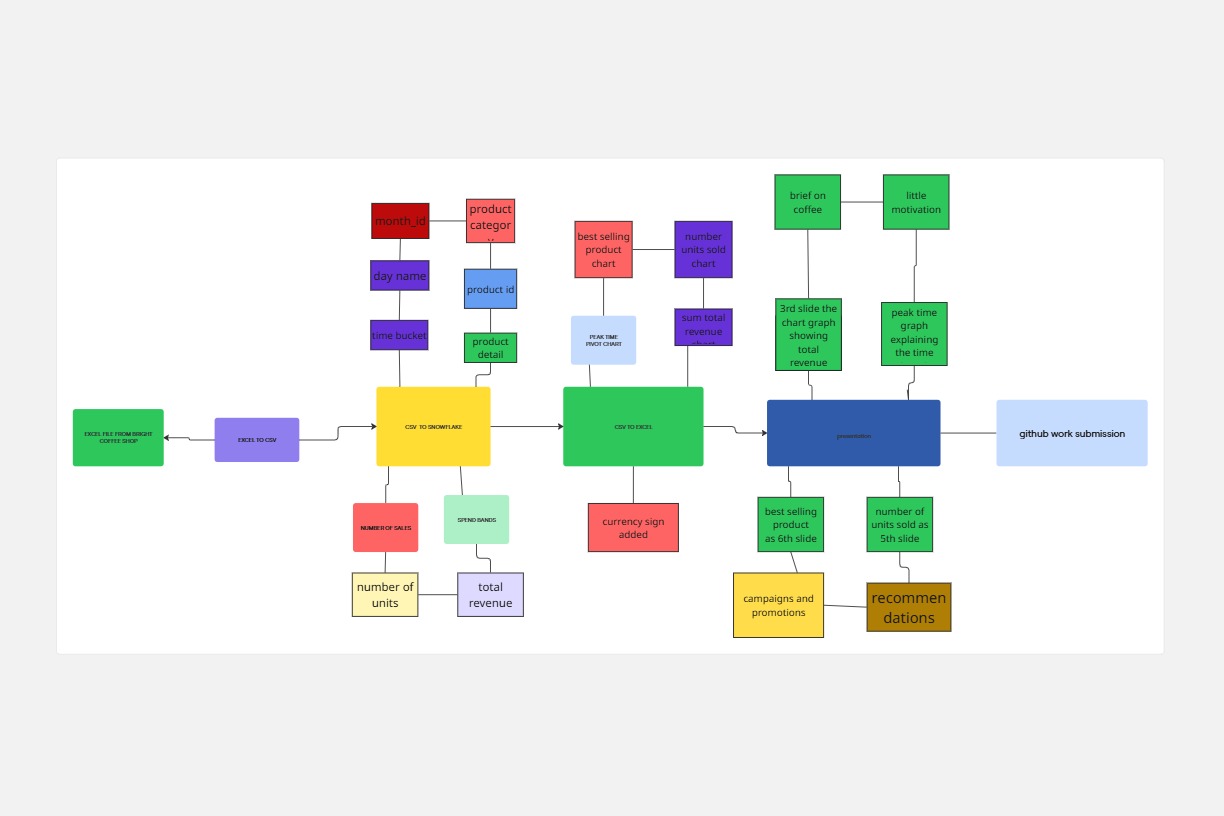 brief on
coffee
little
motivation
month_id
product
categor
best selling
product
chart
number
units sold
chart
day name
product id
3rd slide the
chart graph
showing
total
revenue
peak time
graph
explaining
the time
time bucket
product
detail
PEAK TIME
PIVOT CHART
sum total
revenue
EXCEL FILE FROM BRIGHT
COFFEE SHOP
EXCEL TO CSV
CSV TO SNOWFLAKE
CSV TO EXCEL
presentation
github work submission
NUMBER OF SALES
SPEND BANDS
currency sign
added
best selling
product
as 6th slide
number of
units sold as
5th slide
number of
units
total
revenue
campaigns and
promotions
recommen
dations